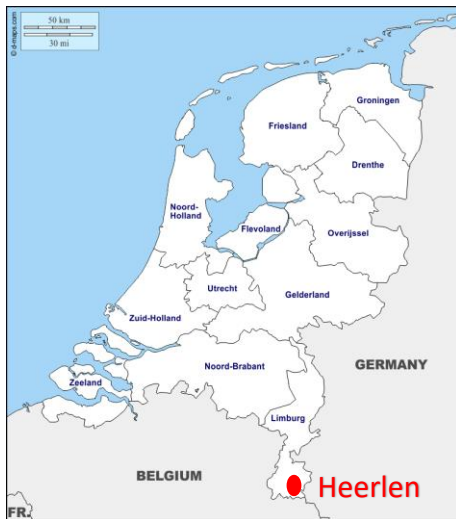 50 km
30 mi
© d-maps.com
Groningen
Friesland
Drenthe
Noord-
Holland
Flevoland
Overijssel
Utrecht
Gelderland
Zuid-Holland
GERMANY
Noord-Brabant
Zeeland
Limburg
BELGIUM
Heerlen
FR.